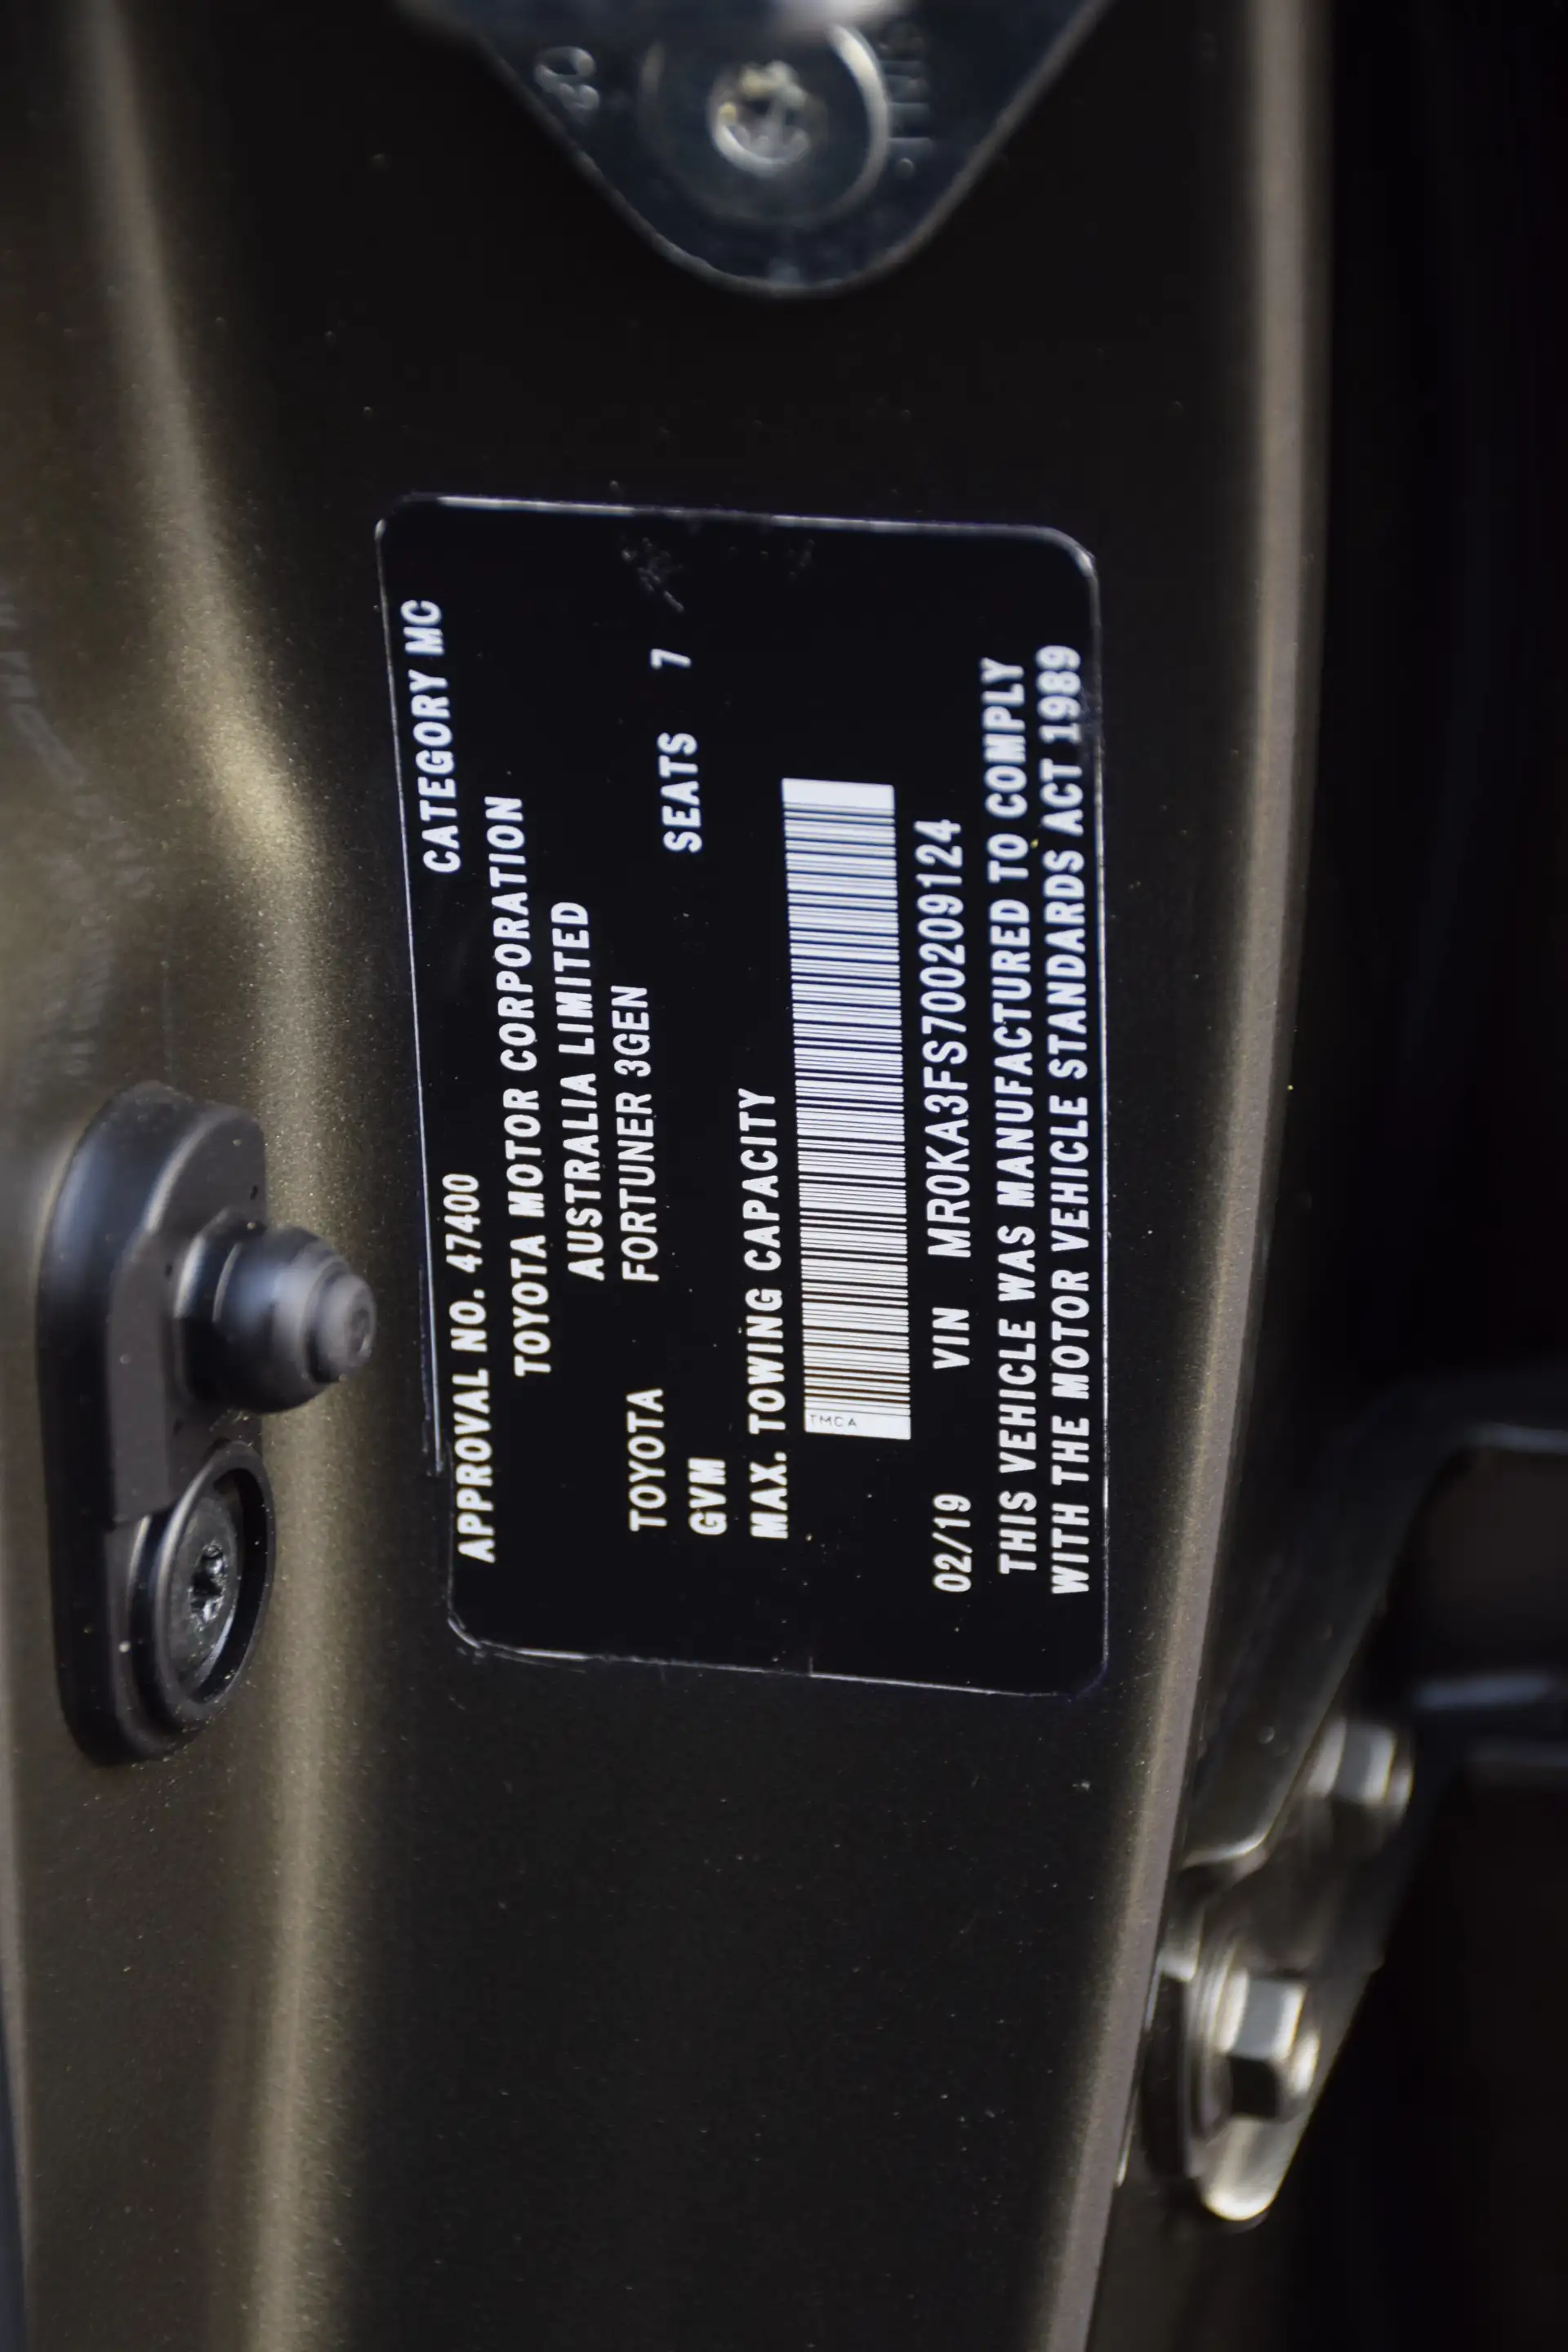 APPROVAL NO. 47400 CATEGORY MC
TOYOTA MOTOR CORPORATION
AUSTRALIA LIMITED
TOYOTA FORTUNER 3GEN
GVM SEATS 7
MAX. TOWING CAPACITY
TMCA
02/19 VIN MR0KA3FS700209124
THIS VEHICLE WAS MANUFACTURED TO COMPLY
WITH THE MOTOR VEHICLE STANDARDS ACT 1989